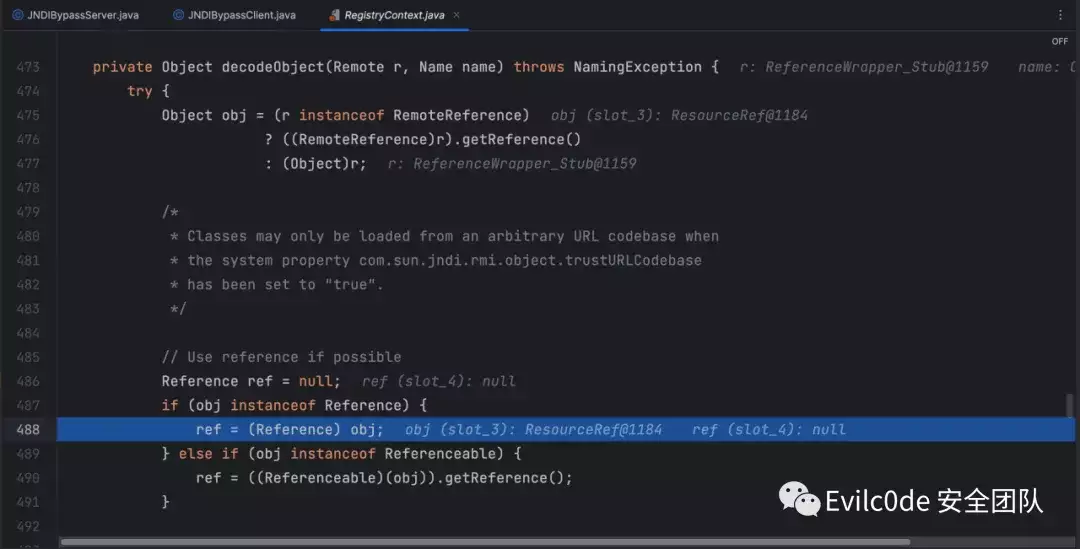 JNDIBypassServer.java JNDIBypassClient.java RegistryContext.java ×
OFF
473 private Object decodeObject(Remote r, Name name) throws NamingException { r: ReferenceWrapper_Stub@1159 name:
474 try {
475 Object obj = (r instanceof RemoteReference) obj (slot_3): ResourceRef@1184
476 ? ((RemoteReference)r).getReference()
477 : (Object)r; r: ReferenceWrapper_Stub@1159
478
479 /*
480 * Classes may only be loaded from an arbitrary URL codebase when
481 * the system property com.sun.jndi.rmi.object.trustURLCodebase
482 * has been set to "true".
483 */
484
485 // Use reference if possible
486 Reference ref = null; ref (slot_4): null
487 if (obj instanceof Reference) {
488 ref = (Reference) obj; obj (slot_3): ResourceRef@1184 ref (slot_4): null
489 } else if (obj instanceof Referenceable) {
490 ref = ((Referenceable)(obj)).getReference();
491 }
492
Evilc0de 安全团队